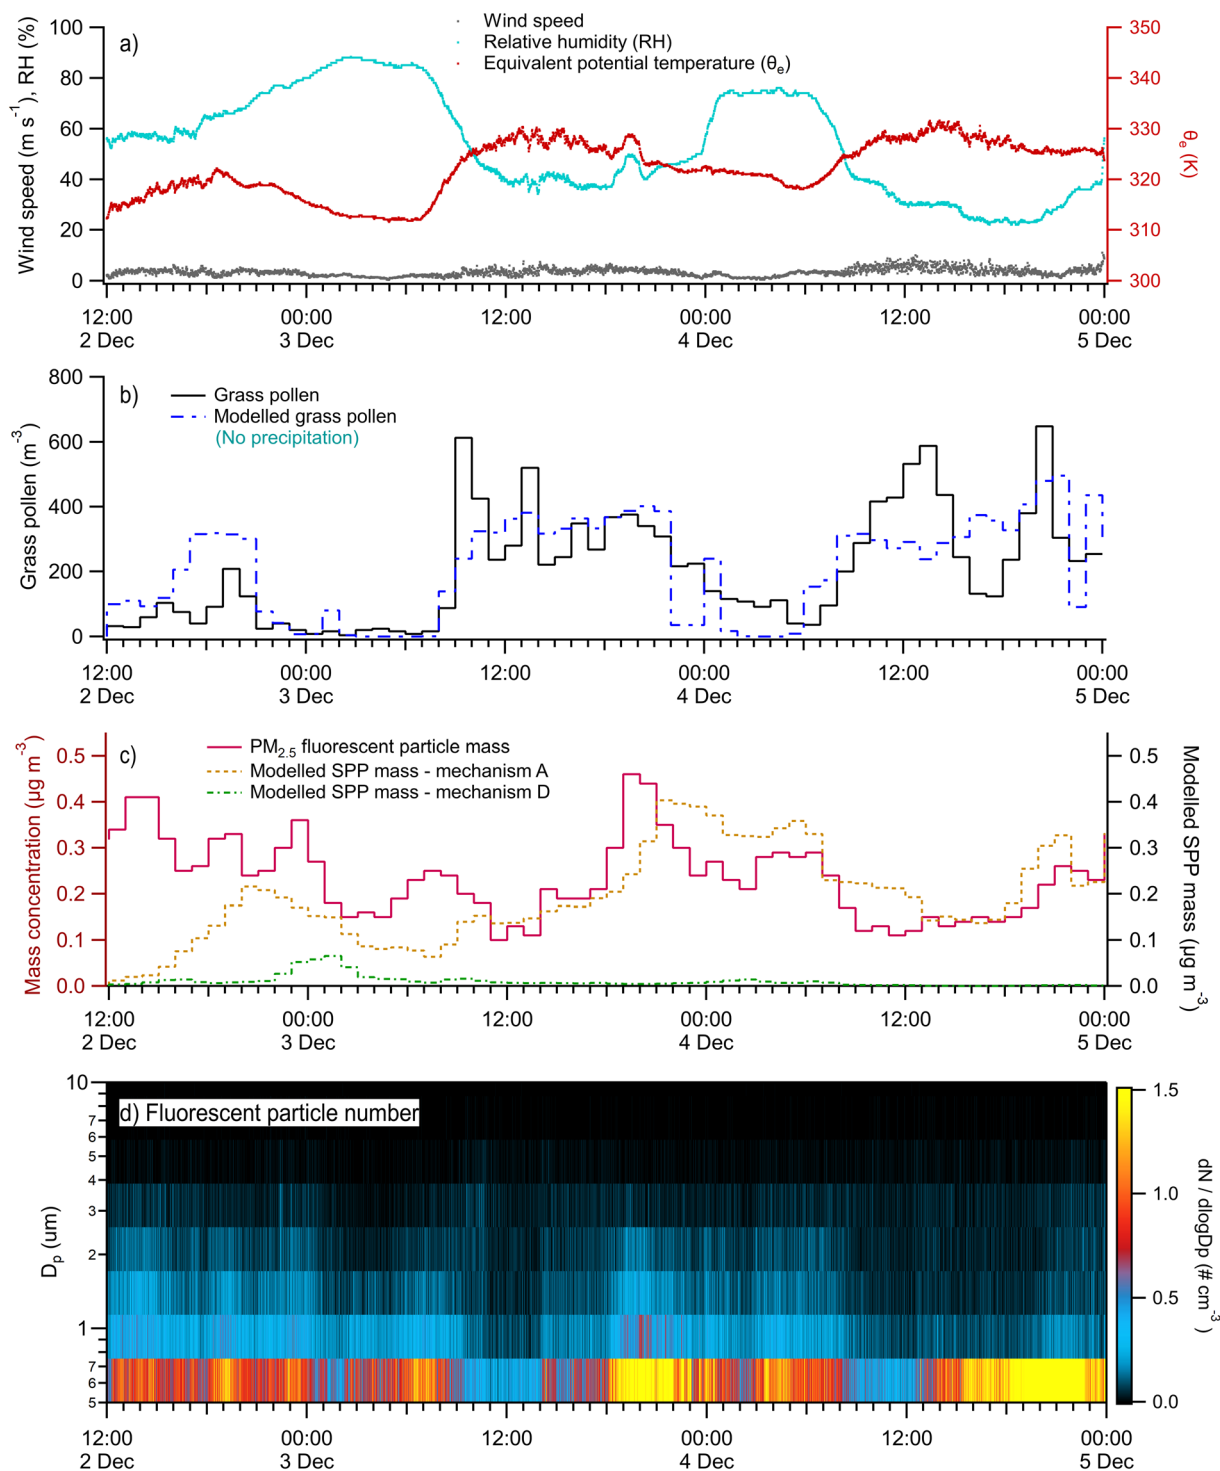 a)
Wind speed
Relative humidity (RH)
Equivalent potential temperature (θe)
Wind speed (m s-1), RH (%)
100
80
60
40
20
0
350
340
330
320
310
300
θe (K)
12:00 00:00 12:00 00:00 12:00 00:00
2 Dec 3 Dec 4 Dec 5 Dec
b)
Grass pollen
Modelled grass pollen
(No precipitation)
Grass pollen (m-3)
800
600
400
200
0
12:00 00:00 12:00 00:00 12:00 00:00
2 Dec 3 Dec 4 Dec 5 Dec
c)
PM2.5 fluorescent particle mass
Modelled SPP mass - mechanism A
Modelled SPP mass - mechanism D
Mass concentration (µg m-3)
0.5
0.4
0.3
0.2
0.1
0.0
0.5
0.4
0.3
0.2
0.1
0.0
Modelled SPP mass (µg m-3)
12:00 00:00 12:00 00:00 12:00 00:00
2 Dec 3 Dec 4 Dec 5 Dec
d) Fluorescent particle number
Dp (um)
10
7
6
5
4
3
2
1
7
6
5
1.5
1.0
0.5
0.0
dN / dlogDp (# cm-3)
12:00 00:00 12:00 00:00 12:00 00:00
2 Dec 3 Dec 4 Dec 5 Dec